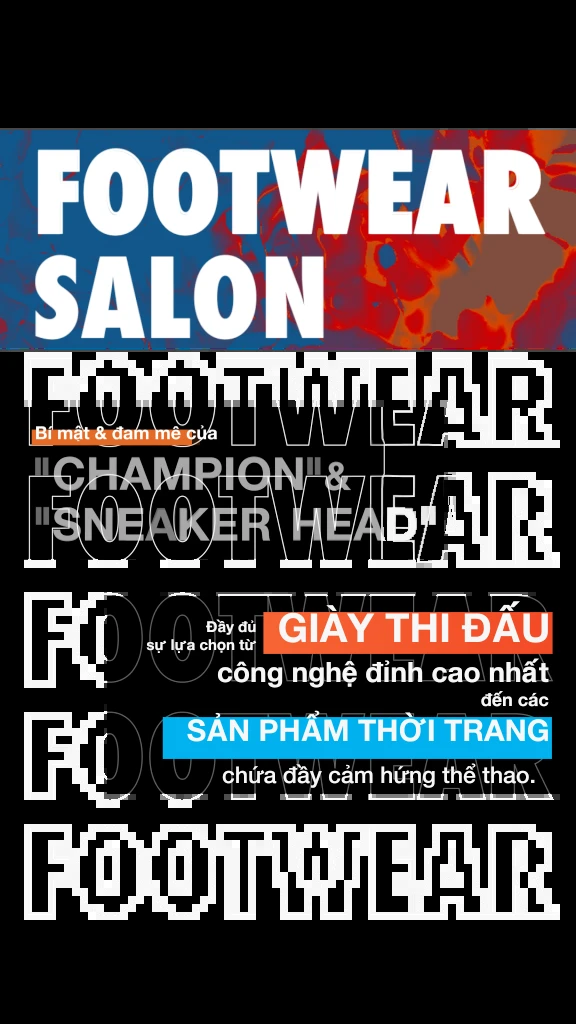 FOOTWEAR
SALON
FOOTWEAR
Bí mật & đam mê của
"CHAMPION" &
FOOTWEAR
"SNEAKER HEAD"
FOOTWEAR
Đầy đủ
sự lựa chọn từ
GIÀY THI ĐẤU
công nghệ đỉnh cao nhất
đến các
FOOTWEAR
SẢN PHẨM THỜI TRANG
chứa đầy cảm hứng thể thao.
FOOTWEAR